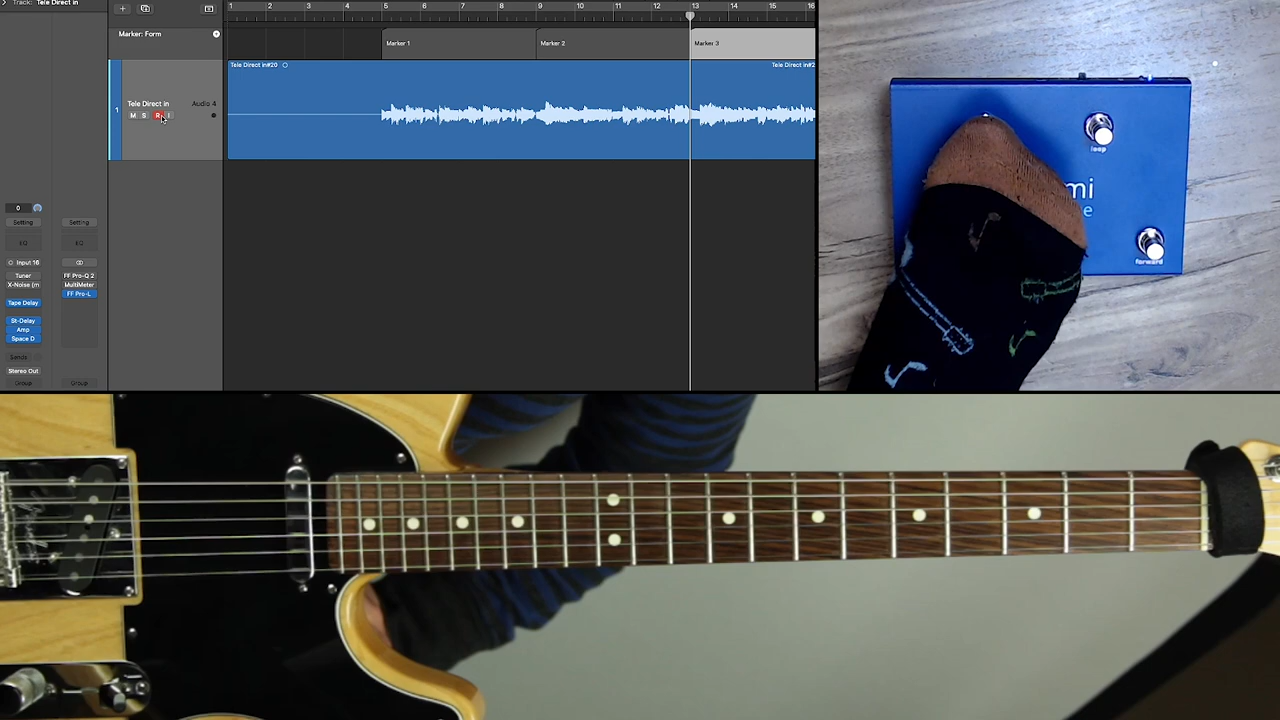 Track: Tele Direct in
1 2 3 4 5 6 7 8 9 10 11 12 13 14 15 16
Marker: Form
Marker 1 Marker 2 Marker 3
Tele Direct in#20 Tele Direct in#2
1
Tele Direct in Audio 4
M S R I
0
Setting Setting
EQ EQ
Input 16
Tuner FF Pro-Q 2
X-Noise (m MultiMeter
Tape Delay FF Pro-L
St-Delay
Amp
Space D
Sends
Stereo Out
Group Group
loop
mi
e
forward